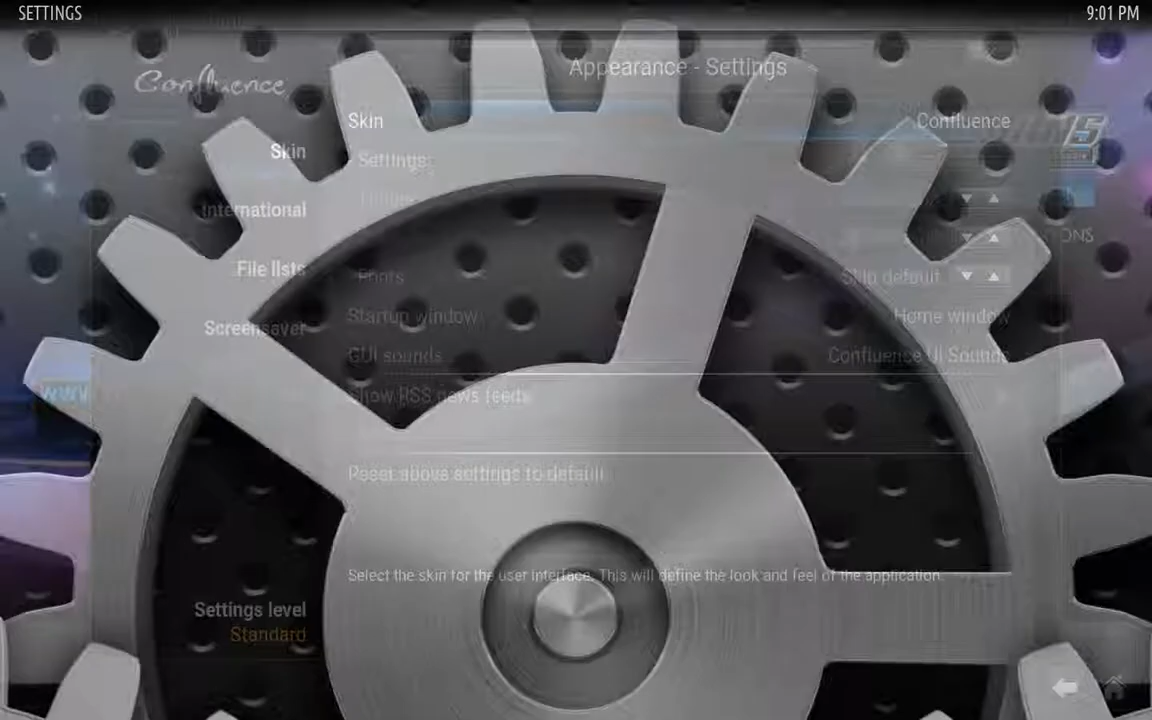 SETTINGS
9:01 PM
Confluence
Appearance - Settings
Skin
Confluence
Skin
Settings
International
File lists
Fonts
Skip default
Startup window
Home window
Screensaver
GUI sounds
Confluence UI Sounds
WWW
Show RSS news feeds
Reset above settings to default
Select the skin for the user interface. This will define the look and feel of the application.
Settings level
Standard